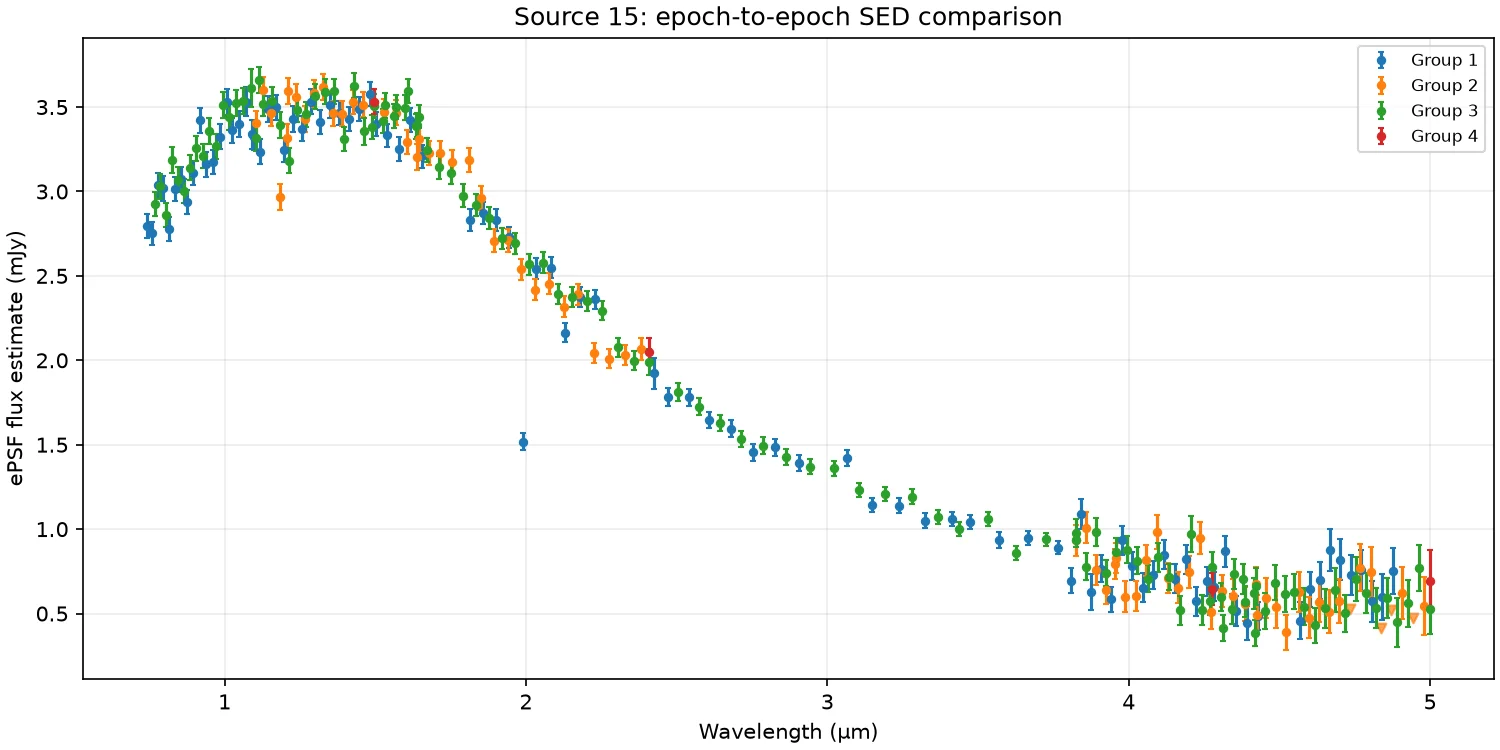 Source 15: epoch-to-epoch SED comparison
Group 1
Group 2
Group 3
Group 4
ePSF flux estimate (mJy)
3.5
3.0
2.5
2.0
1.5
1.0
0.5
1 2 3 4 5
Wavelength (µm)